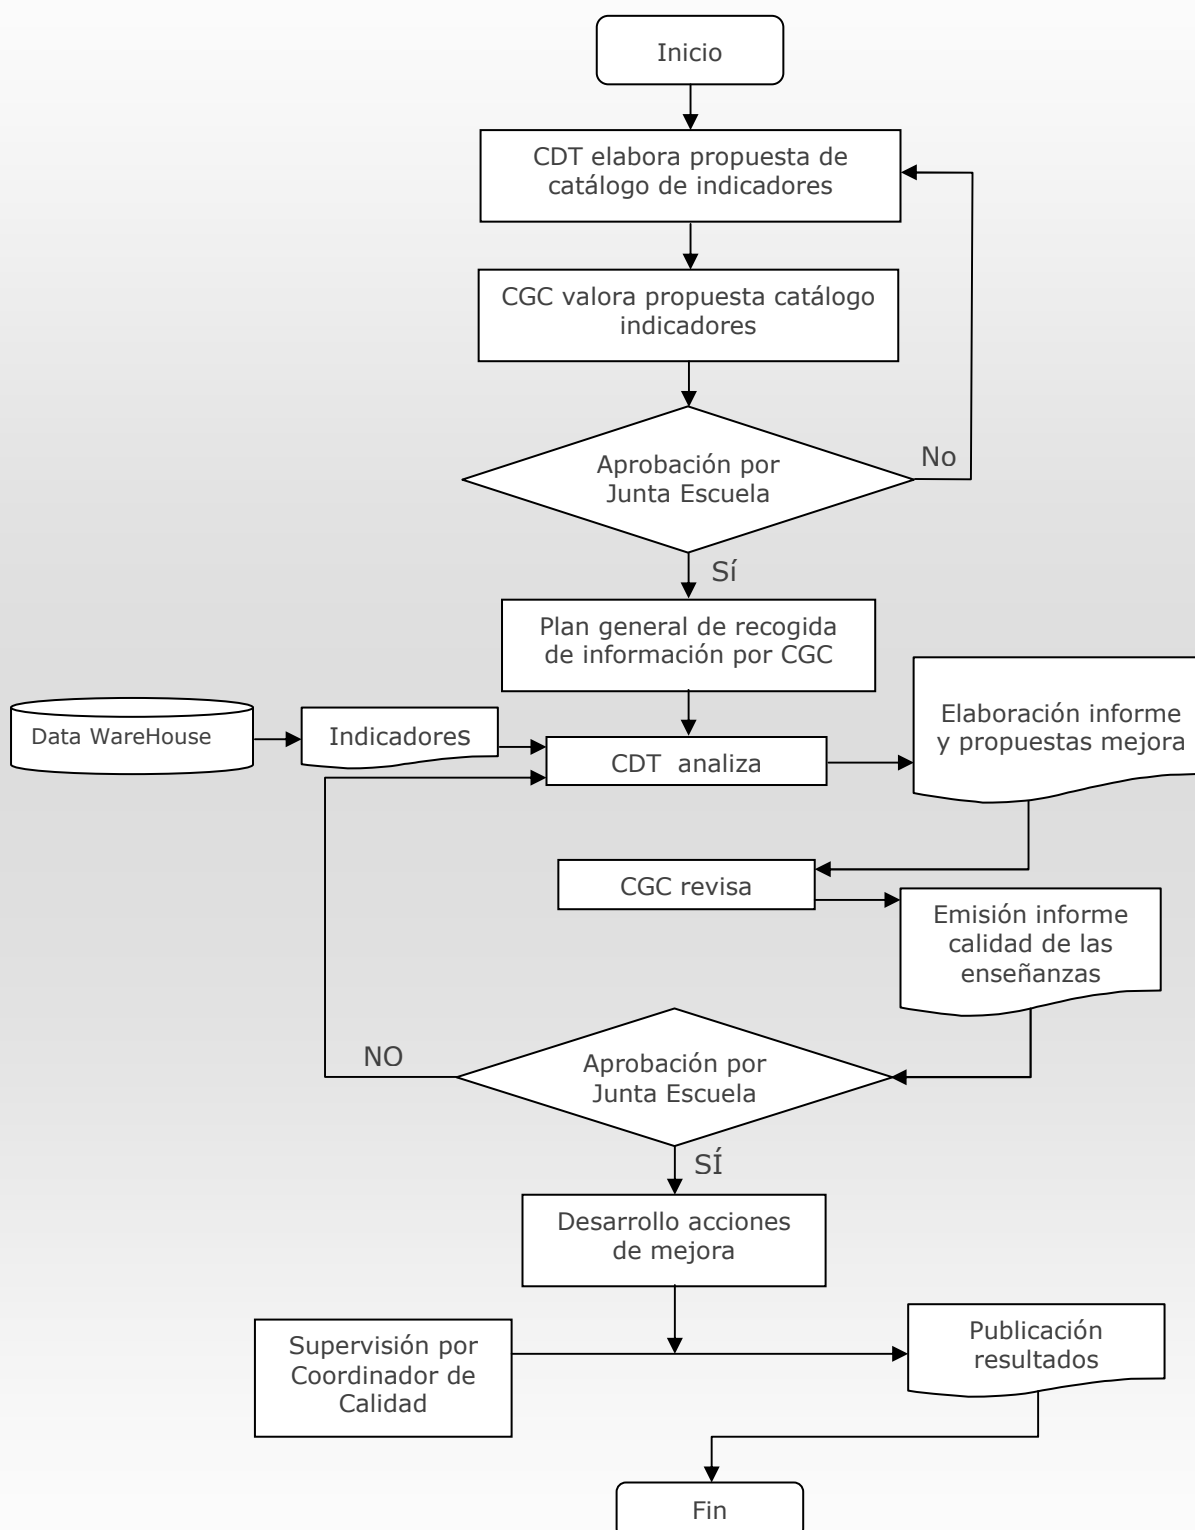 Inicio
CDT elabora propuesta de
catálogo de indicadores
CGC valora propuesta catálogo
indicadores
Aprobación por
Junta Escuela
No
Sí
Plan general de recogida
de información por CGC
Data WareHouse
Indicadores
CDT analiza
Elaboración informe
y propuestas mejora
CGC revisa
Emisión informe
calidad de las
enseñanzas
NO
Aprobación por
Junta Escuela
SÍ
Desarrollo acciones
de mejora
Supervisión por
Coordinador de
Calidad
Publicación
resultados
Fin